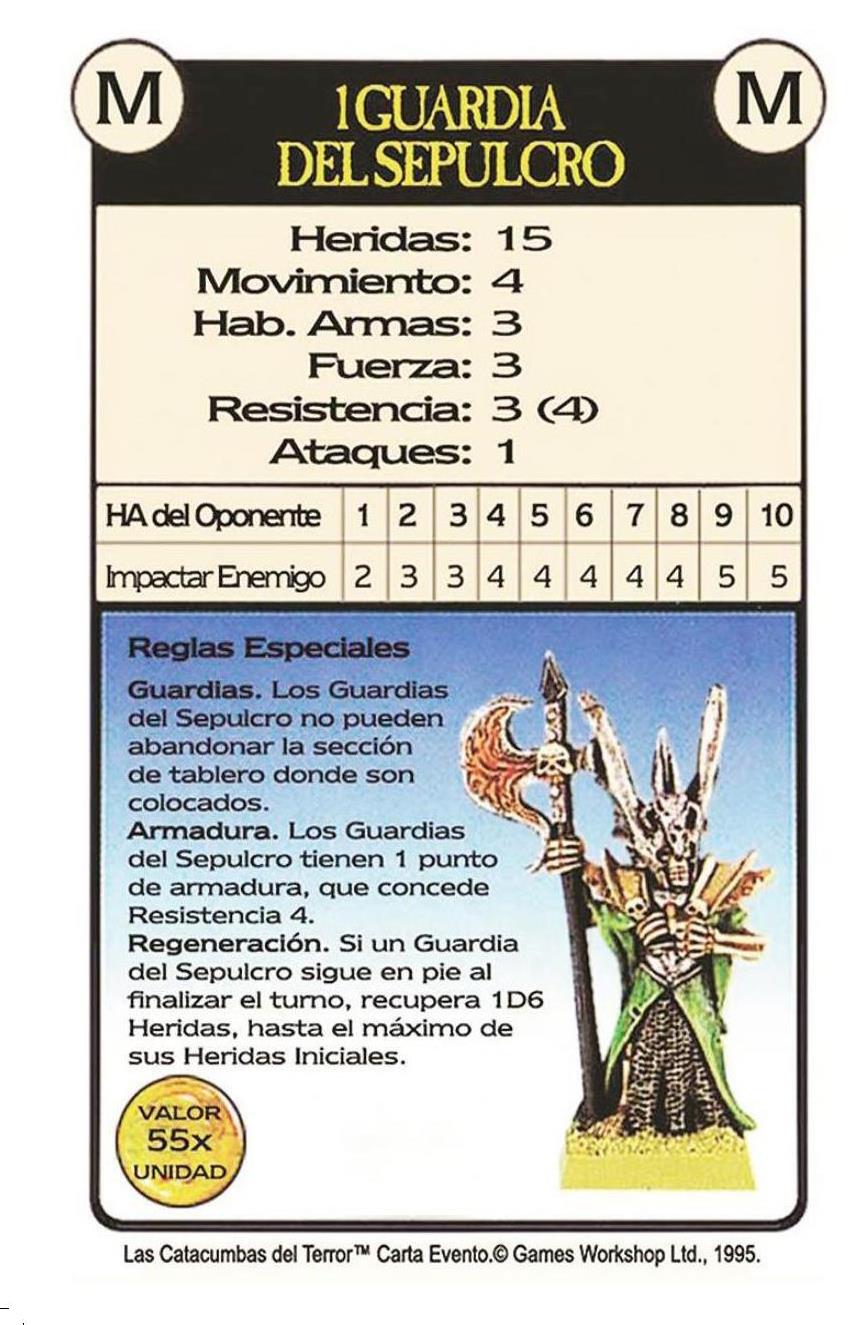 M
1 GUARDIA
M
DEL SEPULCRO
Heridas: 15
Movimiento: 4
Hab. Armas: 3
Fuerza: 3
Resistencia: 3 (4)
Ataques: 1
HA del Oponente 1 2 3 4 5 6 7 8 9 10
Impactar Enemigo 2 3 3 4 4 4 4 4 5 5
Reglas Especiales
Guardias. Los Guardias
del Sepulcro no pueden
abandonar la sección
de tablero donde son
colocados.
Armadura. Los Guardias
del Sepulcro tienen 1 punto
de armadura, que concede
Resistencia 4.
Regeneración. Si un Guardia
del Sepulcro sigue en pie al
finalizar el turno, recupera 1D6
Heridas, hasta el máximo de
sus Heridas Iniciales.
VALOR
55x
UNIDAD
Las Catacumbas del Terror™ Carta Evento.© Games Workshop Ltd., 1995.